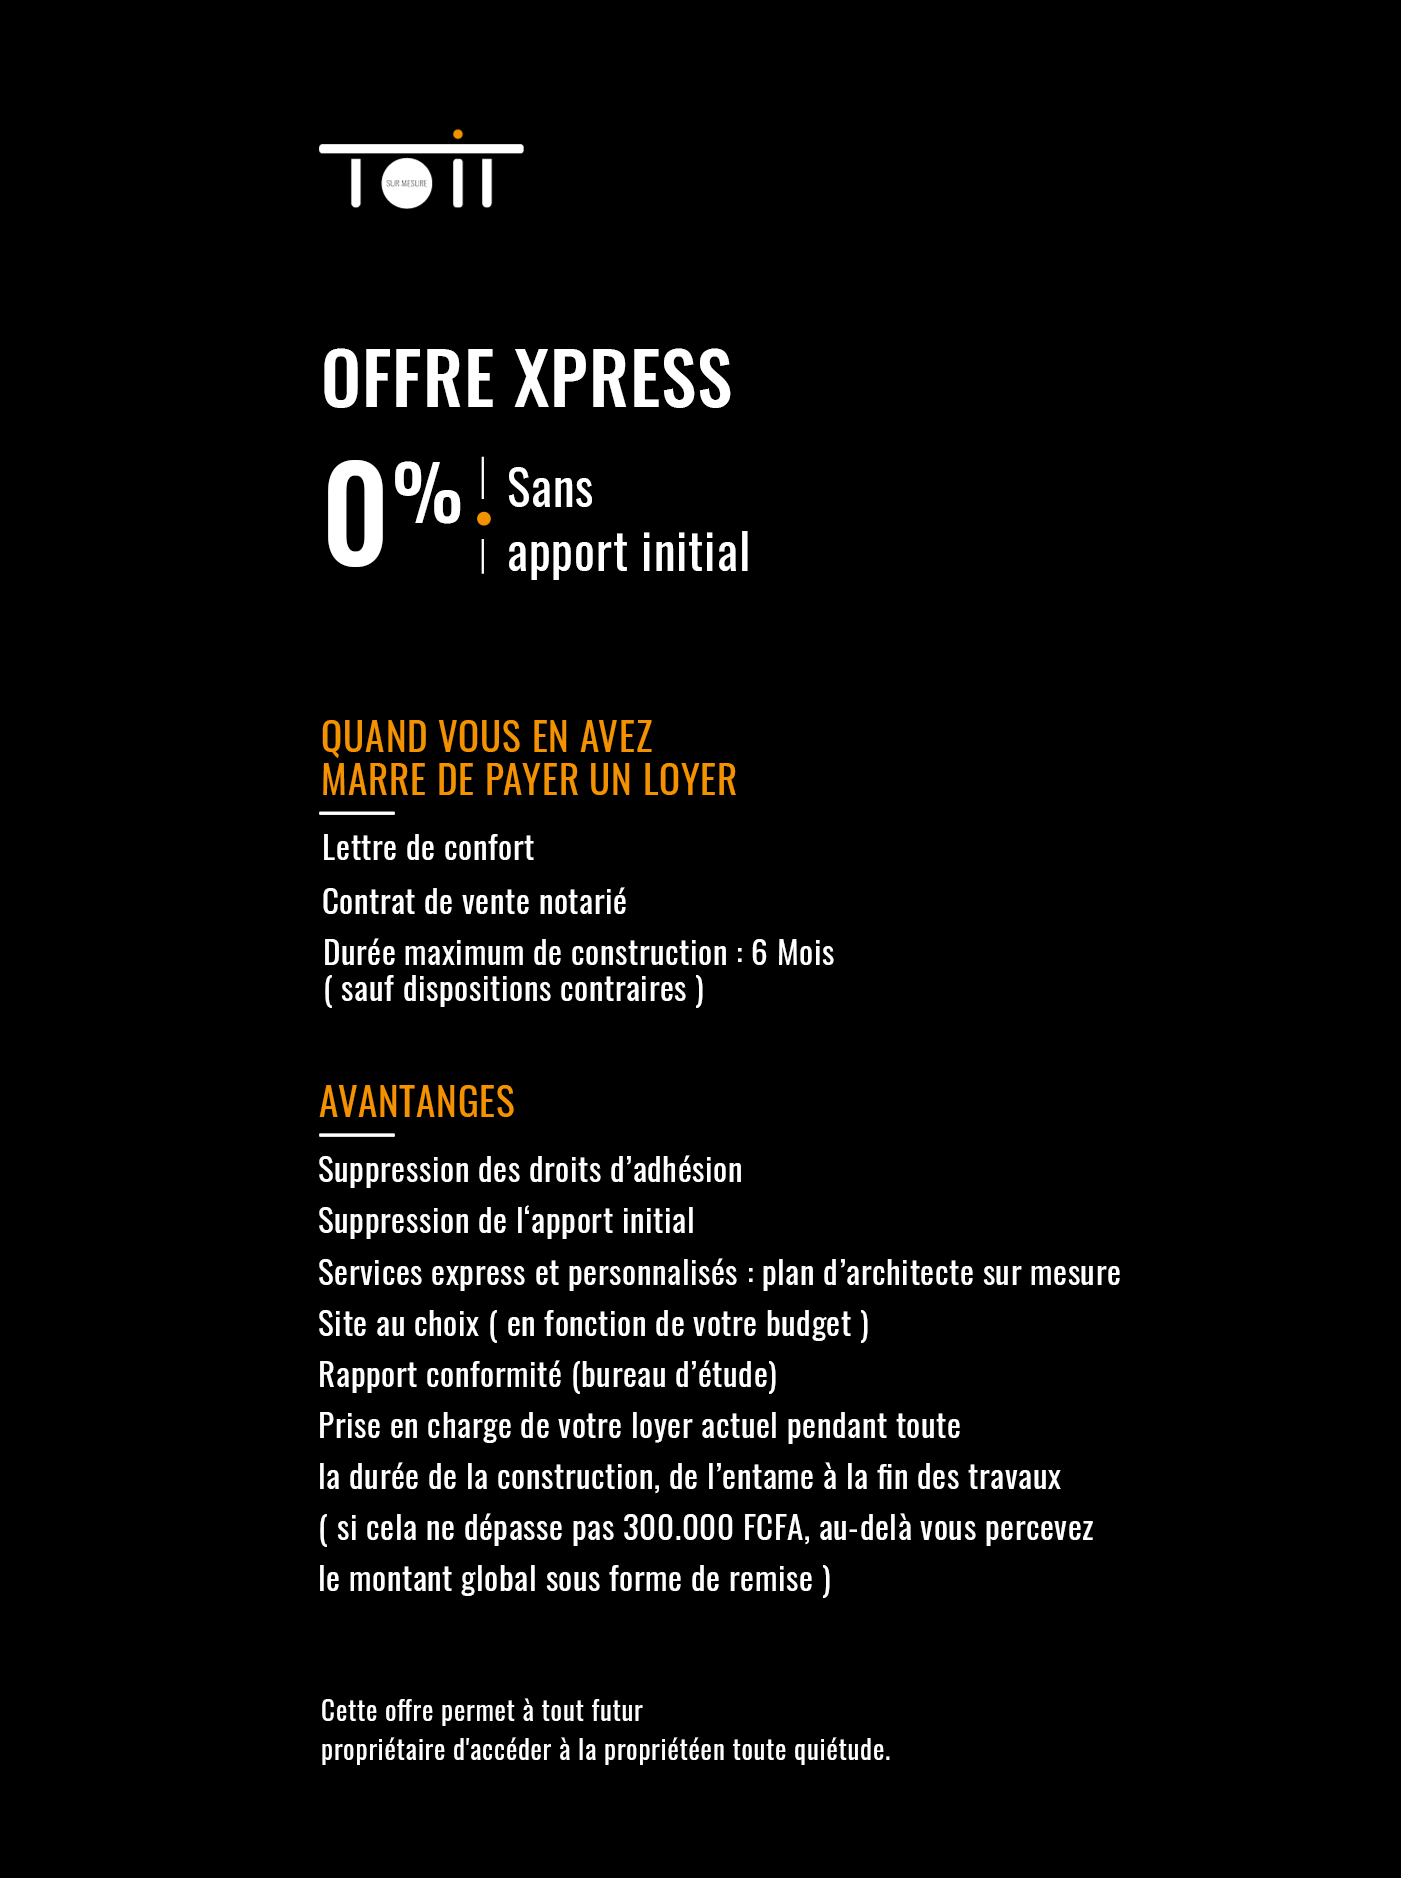 TOIT
SUR MESURE
OFFRE XPRESS
0% Sans
apport initial
QUAND VOUS EN AVEZ
MARRE DE PAYER UN LOYER
Lettre de confort
Contrat de vente notarié
Durée maximum de construction : 6 Mois
( sauf dispositions contraires )
AVANTANGES
Suppression des droits d’adhésion
Suppression de l‘apport initial
Services express et personnalisés : plan d’architecte sur mesure
Site au choix ( en fonction de votre budget )
Rapport conformité (bureau d’étude)
Prise en charge de votre loyer actuel pendant toute
la durée de la construction, de l’entame à la fin des travaux
( si cela ne dépasse pas 300.000 FCFA, au-delà vous percevez
le montant global sous forme de remise )
Cette offre permet à tout futur
propriétaire d'accéder à la propriétéen toute quiétude.